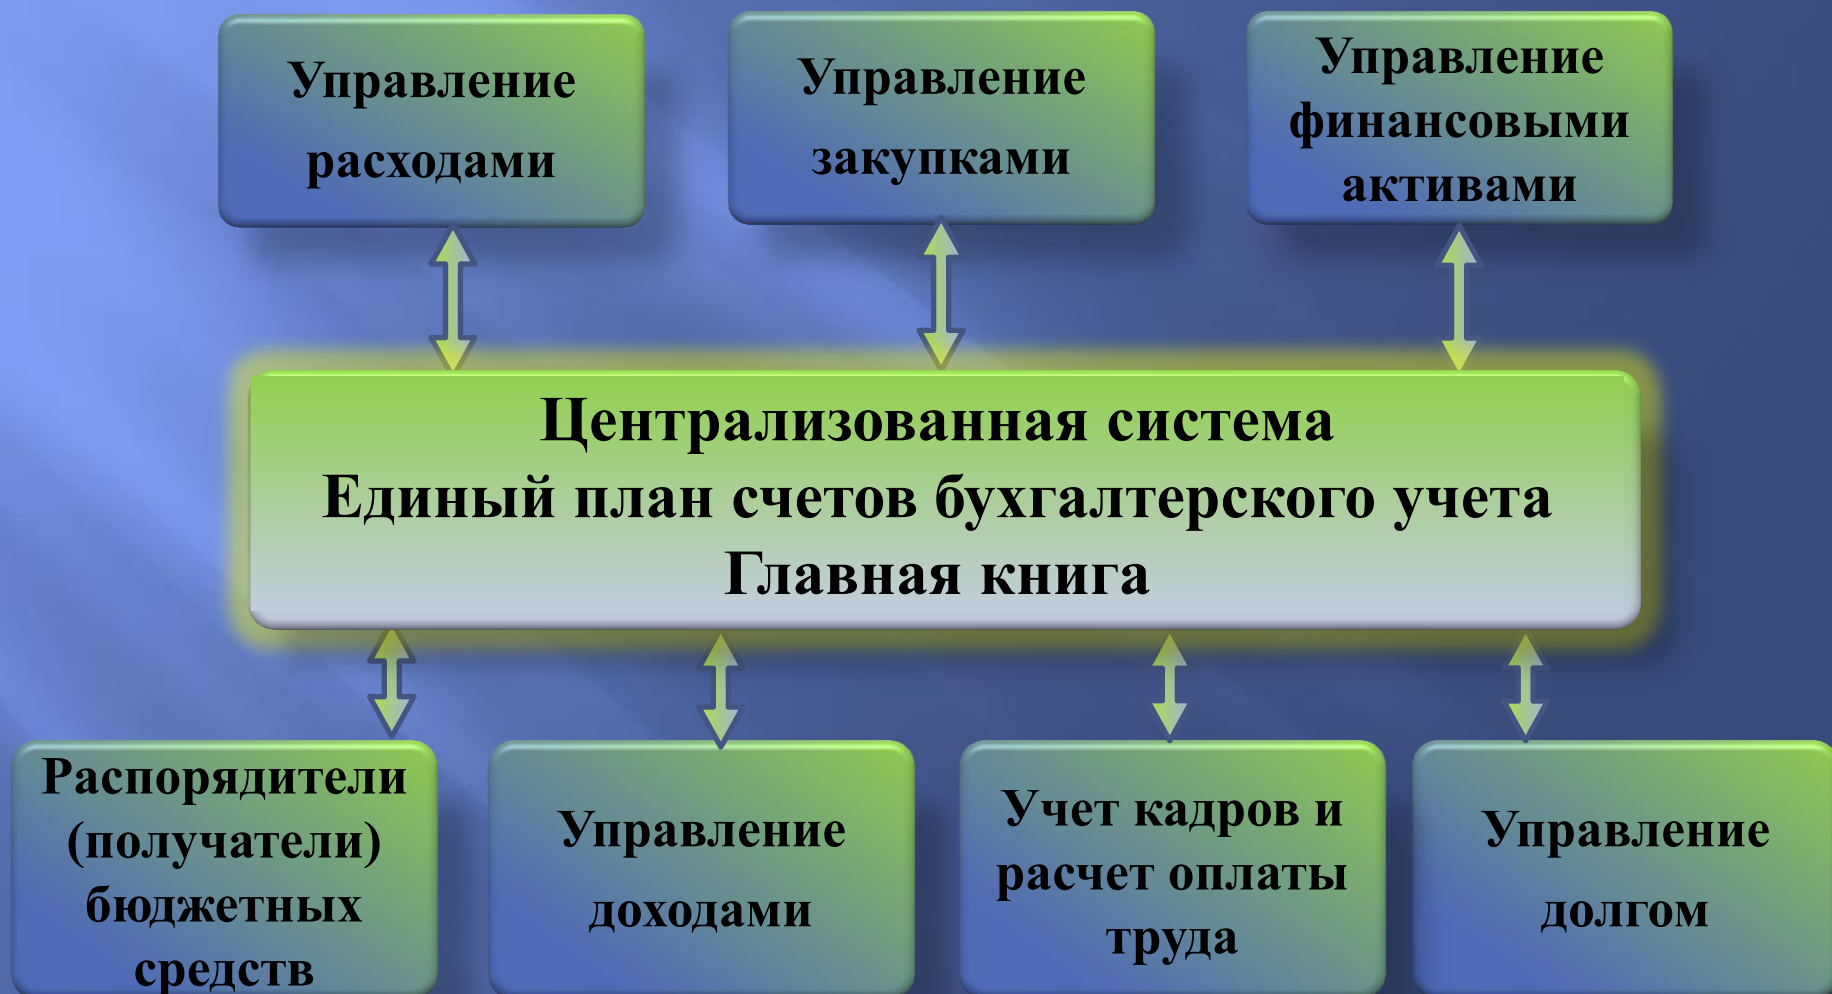 Управление
расходами
Управление
закупками
Управление
финансовыми
активами
Централизованная система
Единый план счетов бухгалтерского учета
Главная книга
Распорядители
(получатели)
бюджетных
средств
Управление
доходами
Учет кадров и
расчет оплаты
труда
Управление
долгом